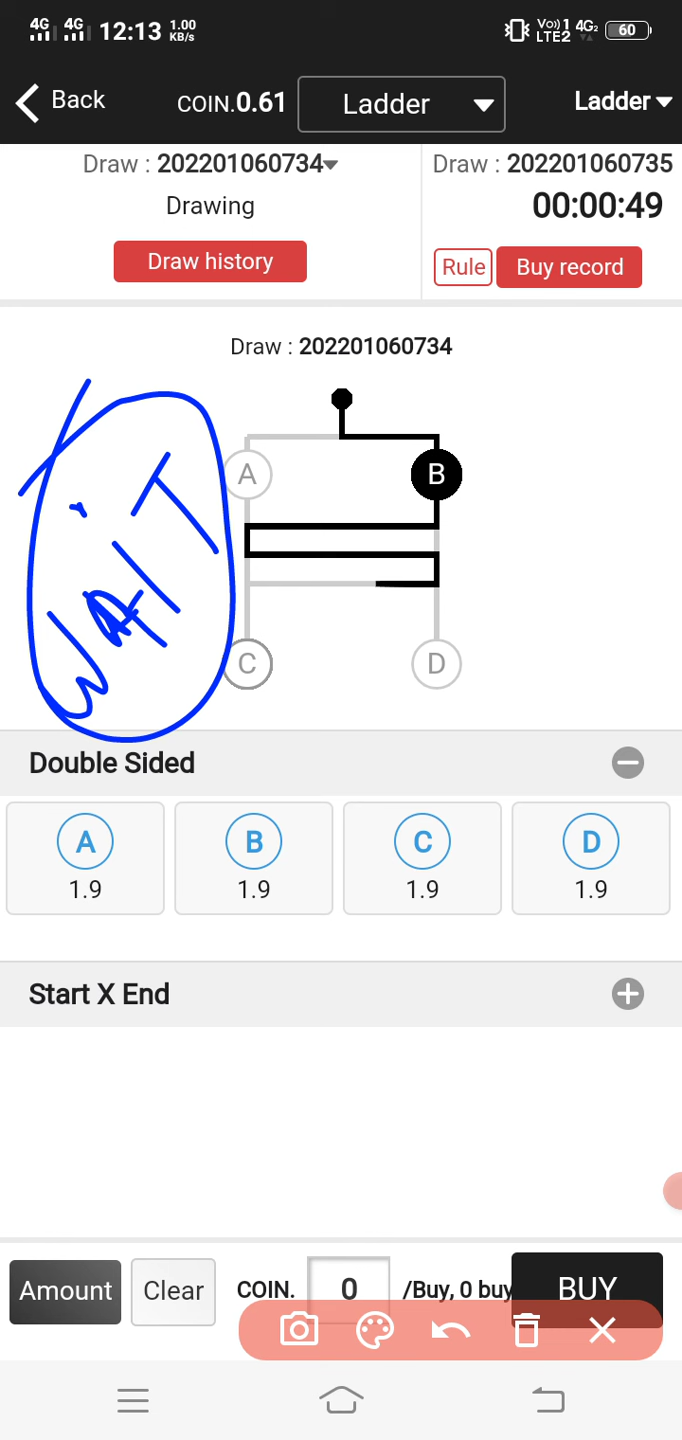 4G 4G 12:13 1.00 KB/s Vo)) 1 LTE2 4G2 60
Back COIN.0.61 Ladder Ladder
Draw : 202201060734 Draw : 202201060735
Drawing 00:00:49
Draw history Rule Buy record
Draw : 202201060734
A B
WAIT
C D
Double Sided
A B C D
1.9 1.9 1.9 1.9
Start X End
Amount Clear COIN. 0 /Buy, 0 buy BUY